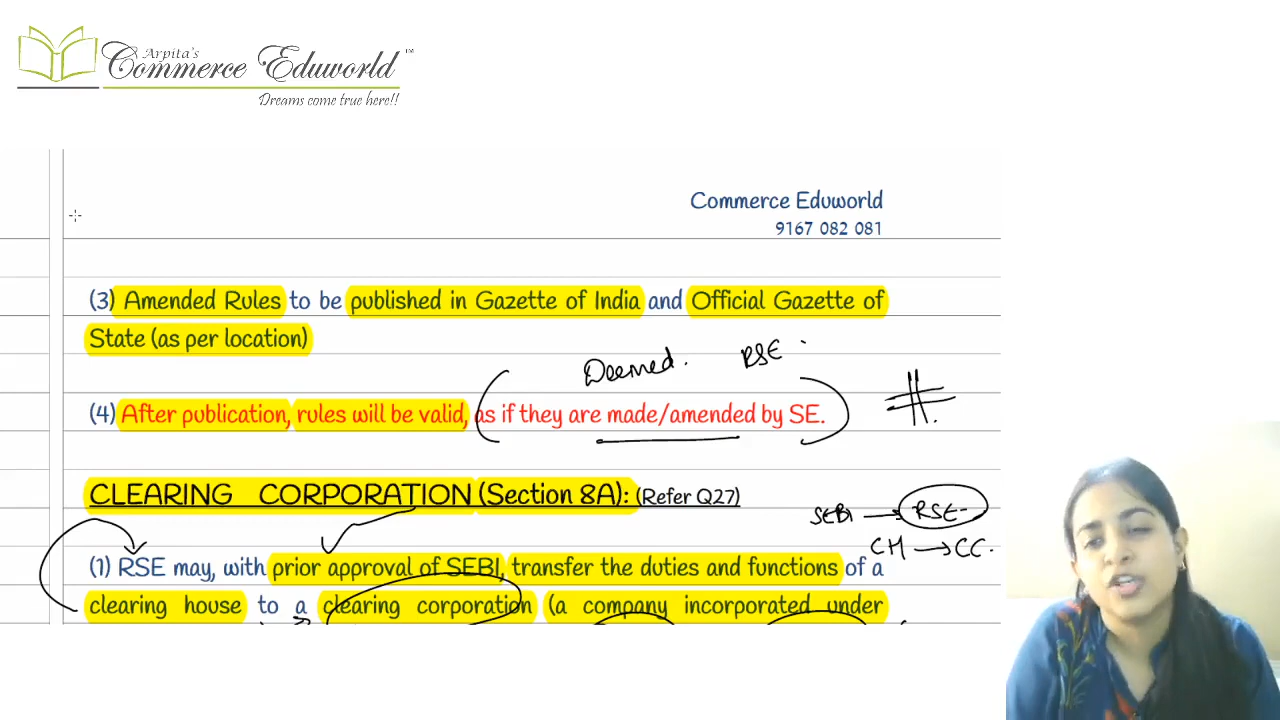 Arpita's
Commerce Eduworld™
Dreams come true here!!
Commerce Eduworld
9167 082 081
(3) Amended Rules to be published in Gazette of India and Official Gazette of
State (as per location)
Deemed. RSE
(4) After publication, rules will be valid, as if they are made/amended by SE.
CLEARING CORPORATION (Section 8A): (Refer Q27)
SEBI → RSE
CH → CC.
(1) RSE may, with prior approval of SEBI, transfer the duties and functions of a
clearing house to a clearing corporation (a company incorporated under